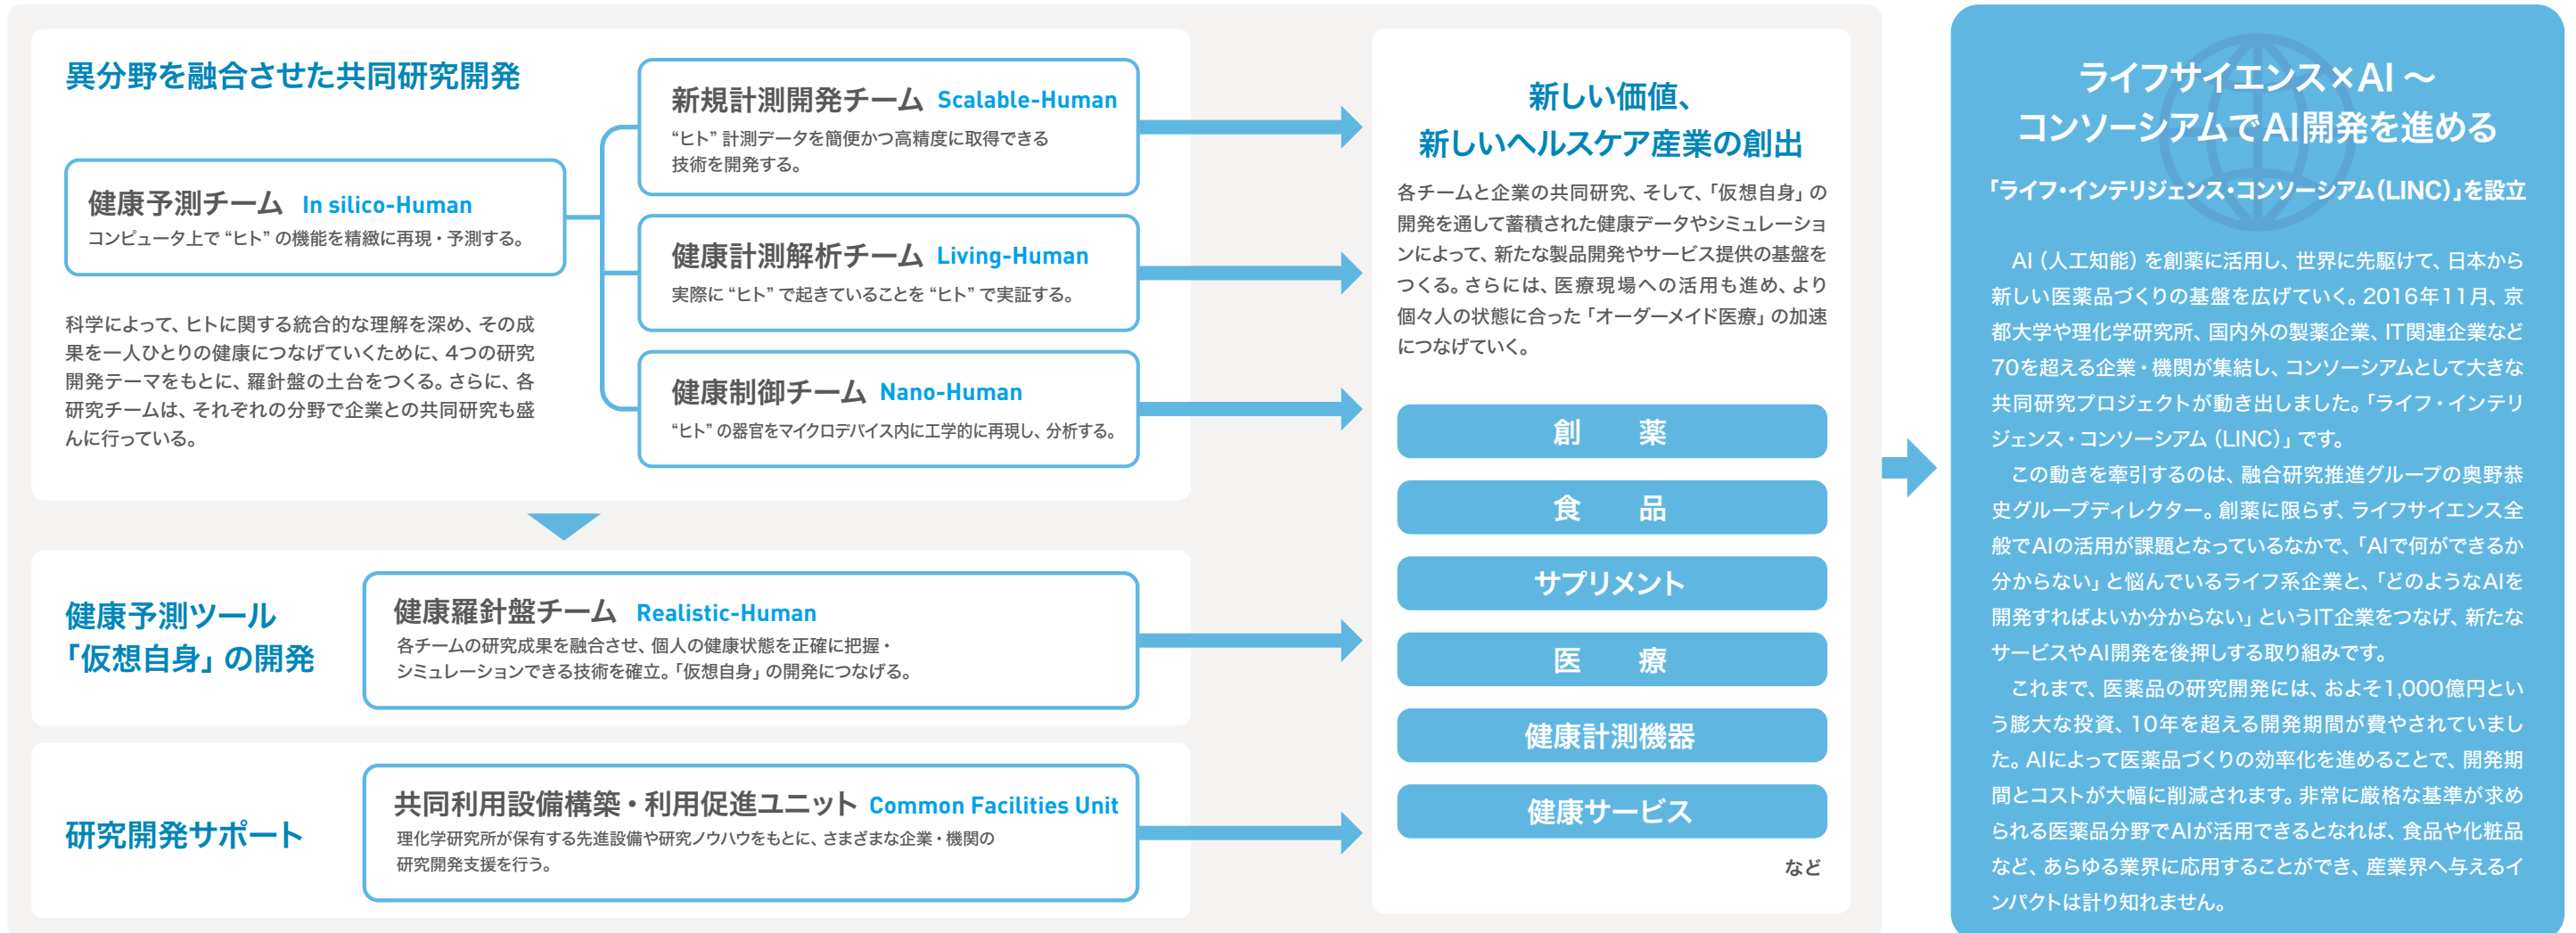 異分野を融合させた共同研究開発
健康予測チーム In silico-Human
コンピュータ上で“ヒト”の機能を精緻に再現・予測する。
科学によって、ヒトに関する統合的な理解を深め、その成
果を一人ひとりの健康につなげていくために、4つの研究
開発テーマをもとに、羅針盤の土台をつくる。さらに、各
研究チームは、それぞれの分野で企業との共同研究も盛
んに行っている。
新規計測開発チーム Scalable-Human
“ヒト”計測データを簡便かつ高精度に取得できる
技術を開発する。
健康計測解析チーム Living-Human
実際に“ヒト”で起きていることを“ヒト”で実証する。
健康制御チーム Nano-Human
“ヒト”の器官をマイクロデバイス内に工学的に再現し、分析する。
健康予測ツール
「仮想自身」の開発
健康羅針盤チーム Realistic-Human
各チームの研究成果を融合させ、個人の健康状態を正確に把握・
シミュレーションできる技術を確立。「仮想自身」の開発につなげる。
研究開発サポート
共同利用設備構築・利用促進ユニット Common Facilities Unit
理化学研究所が保有する先進設備や研究ノウハウをもとに、さまざまな企業・機関の
研究開発支援を行う。
新しい価値、
新しいヘルスケア産業の創出
各チームと企業の共同研究、そして、「仮想自身」の
開発を通して蓄積された健康データやシミュレーショ
ンによって、新たな製品開発やサービス提供の基盤を
つくる。さらには、医療現場への活用も進め、より
個々人の状態に合った「オーダーメイド医療」の加速
につなげていく。
創　薬
食　品
サプリメント
医　療
健康計測機器
健康サービス
など
ライフサイエンス×AI～
コンソーシアムでAI開発を進める
「ライフ・インテリジェンス・コンソーシアム（LINC）」を設立
AI（人工知能）を創薬に活用し、世界に先駆けて、日本から
新しい医薬品づくりの基盤を広げていく。2016年11月、京
都大学や理化学研究所、国内外の製薬企業、IT関連企業など
70を超える企業・機関が集結し、コンソーシアムとして大きな
共同研究プロジェクトが動き出しました。「ライフ・インテリ
ジェンス・コンソーシアム（LINC）」です。
この動きを牽引するのは、融合研究推進グループの奥野恭
史グループディレクター。創薬に限らず、ライフサイエンス全
般でAIの活用が課題となっているなかで、「AIで何ができるか
分からない」と悩んでいるライフ系企業と、「どのようなAIを
開発すればよいか分からない」というIT企業をつなげ、新たな
サービスやAI開発を後押しする取り組みです。
これまで、医薬品の研究開発には、およそ1,000億円とい
う膨大な投資、10年を超える開発期間が費やされていまし
た。AIによって医薬品づくりの効率化を進めることで、開発期
間とコストが大幅に削減されます。非常に厳格な基準が求め
られる医薬品分野でAIが活用できるとなれば、食品や化粧品
など、あらゆる業界に応用することができ、産業界へ与えるイ
ンパクトは計り知れません。